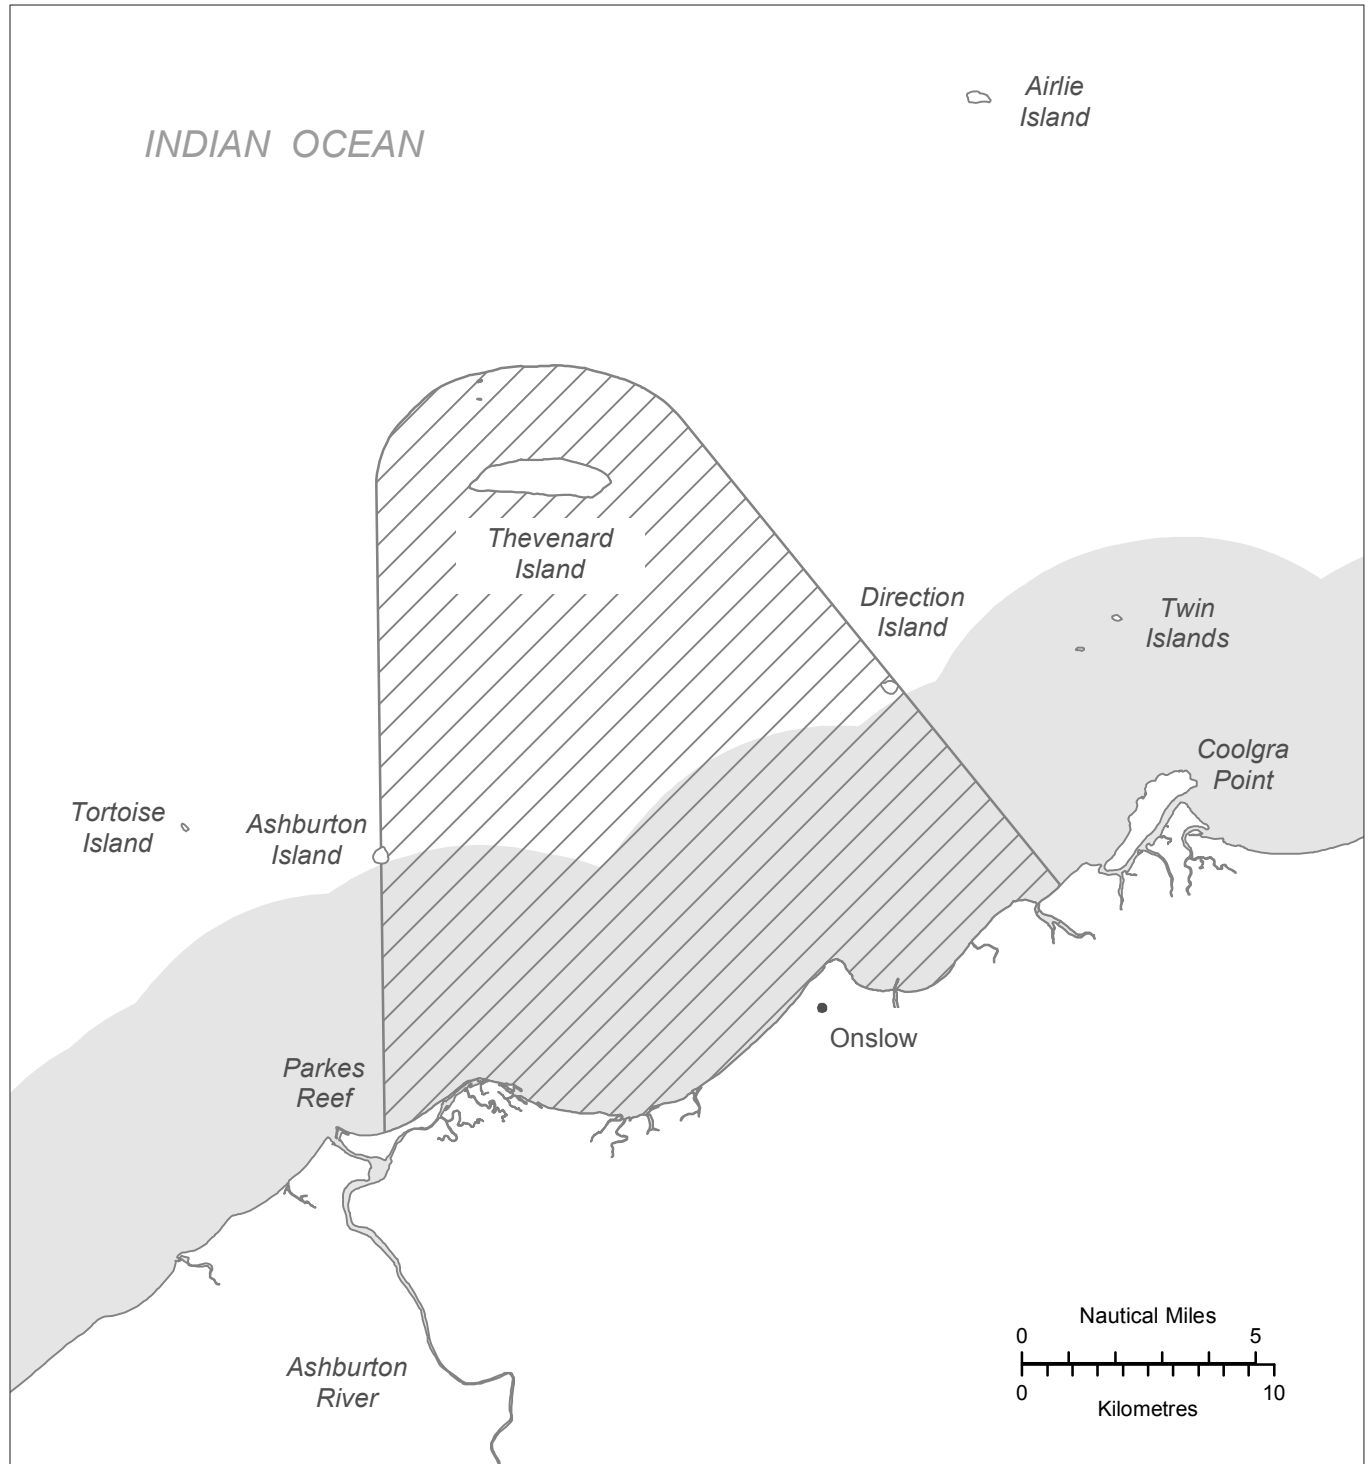 Airlie
Island
INDIAN OCEAN
Thevenard
Island
Direction
Island
Twin
Islands
Coolgra
Point
Tortoise
Island
Ashburton
Island
Onslow
Parkes
Reef
Ashburton
River
Nautical Miles
0 5
0 10
Kilometres